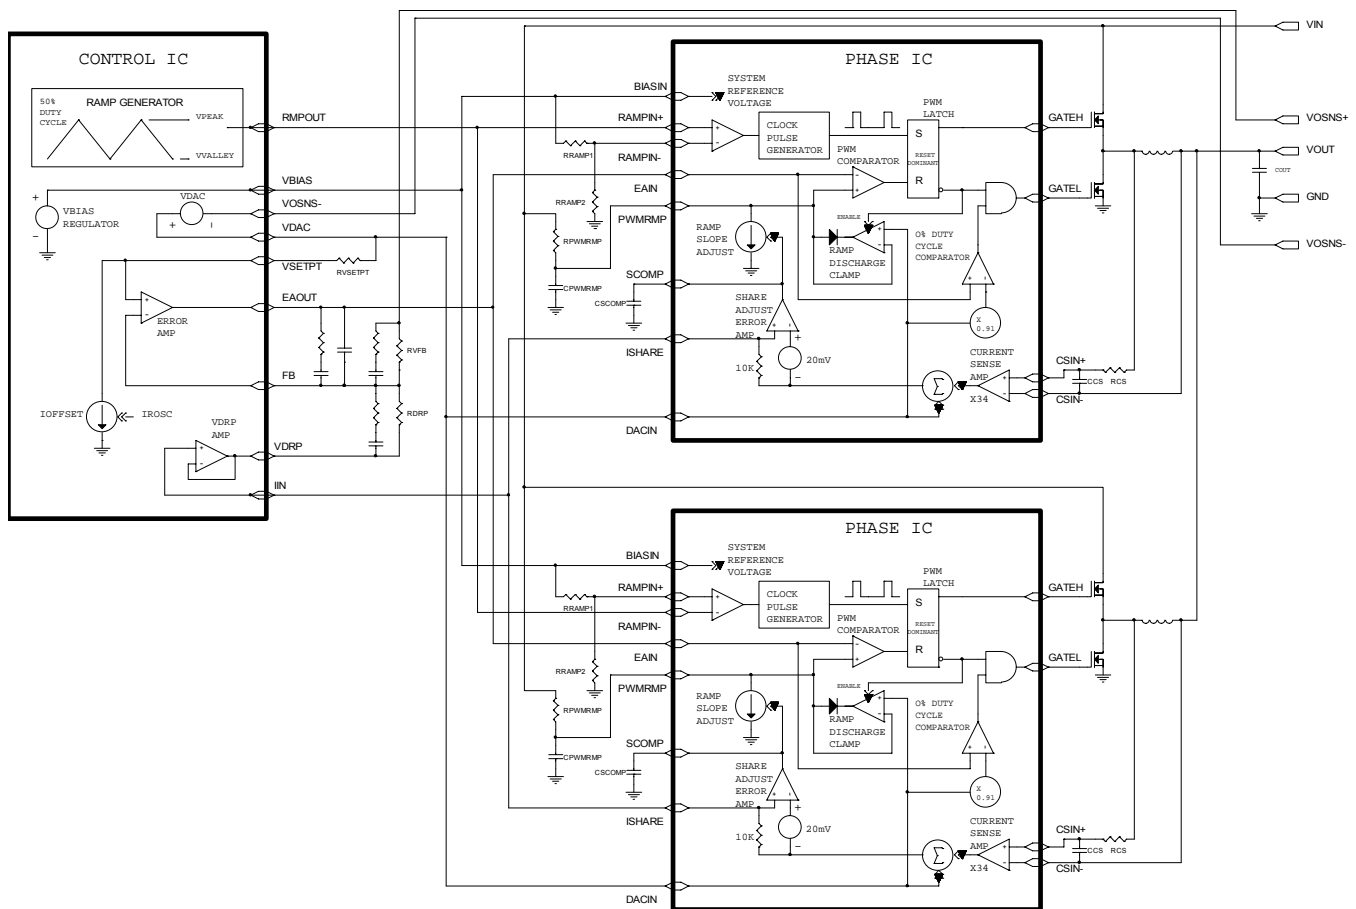 CONTROL IC
50%
DUTY
CYCLE
RAMP GENERATOR
VPEAK
VVALLEY
RMPOUT
VBIAS
VDAC
VOSNS-
VBIAS
REGULATOR
+
-
+
-
VDAC
VSETPT
RVSETPT
EAOUT
+
-
ERROR
AMP
RVFB
FB
IOFFSET
IROSC
RDRP
VDRP
AMP
+
-
VDRP
IIN
PHASE IC
BIASIN
SYSTEM
REFERENCE
VOLTAGE
RAMPIN+
RRAMP1
RAMPIN-
+
-
CLOCK
PULSE
GENERATOR
PWM
LATCH
S
RESET
DOMINANT
R
PWM
COMPARATOR
-
+
GATEH
EAIN
RRAMP2
PWMRMP
RPWMRMP
RAMP
SLOPE
ADJUST
ENABLE
+
-
RAMP
DISCHARGE
CLAMP
0% DUTY
CYCLE
COMPARATOR
+
-
GATEL
SCOMP
CPWMRMP
CSCOMP
SHARE
ADJUST
ERROR
AMP
+
-
+
-
20mV
X
0.91
ISHARE
10K
Σ
CURRENT
SENSE
AMP
X34
+
-
CSIN+
CCS
RCS
CSIN-
DACIN
VIN
VOSNS+
VOUT
COUT
GND
VOSNS-
PHASE IC
BIASIN
SYSTEM
REFERENCE
VOLTAGE
RAMPIN+
RRAMP1
RAMPIN-
+
-
CLOCK
PULSE
GENERATOR
PWM
LATCH
S
RESET
DOMINANT
R
PWM
COMPARATOR
-
+
GATEH
EAIN
RRAMP2
PWMRMP
RPWMRMP
RAMP
SLOPE
ADJUST
ENABLE
+
-
RAMP
DISCHARGE
CLAMP
0% DUTY
CYCLE
COMPARATOR
+
-
GATEL
SCOMP
CPWMRMP
CSCOMP
SHARE
ADJUST
ERROR
AMP
+
-
+
-
20mV
X
0.91
ISHARE
10K
Σ
CURRENT
SENSE
AMP
X34
+
-
CSIN+
CCS
RCS
CSIN-
DACIN